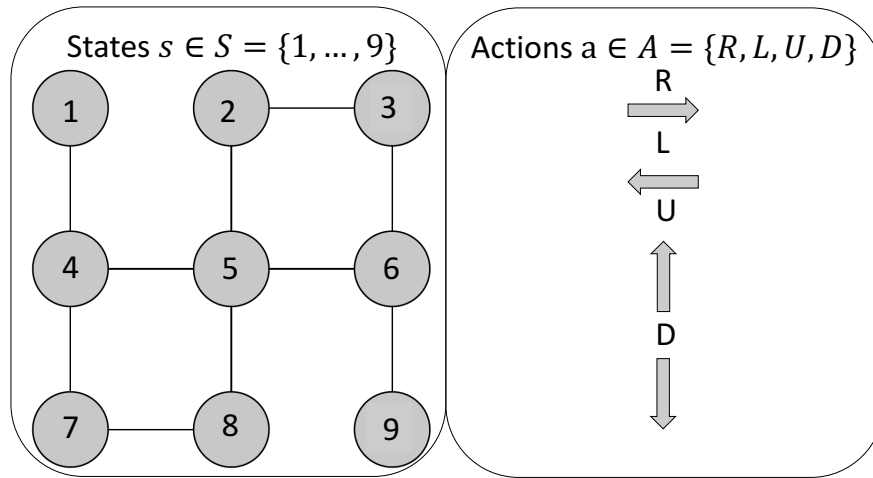 States 𝑠 ∈ 𝑆 = {1, … , 9}
1 2 3
4 5 6
7 8 9
Actions a ∈ 𝐴 = {𝑅, 𝐿, 𝑈, 𝐷}
R
L
U
D